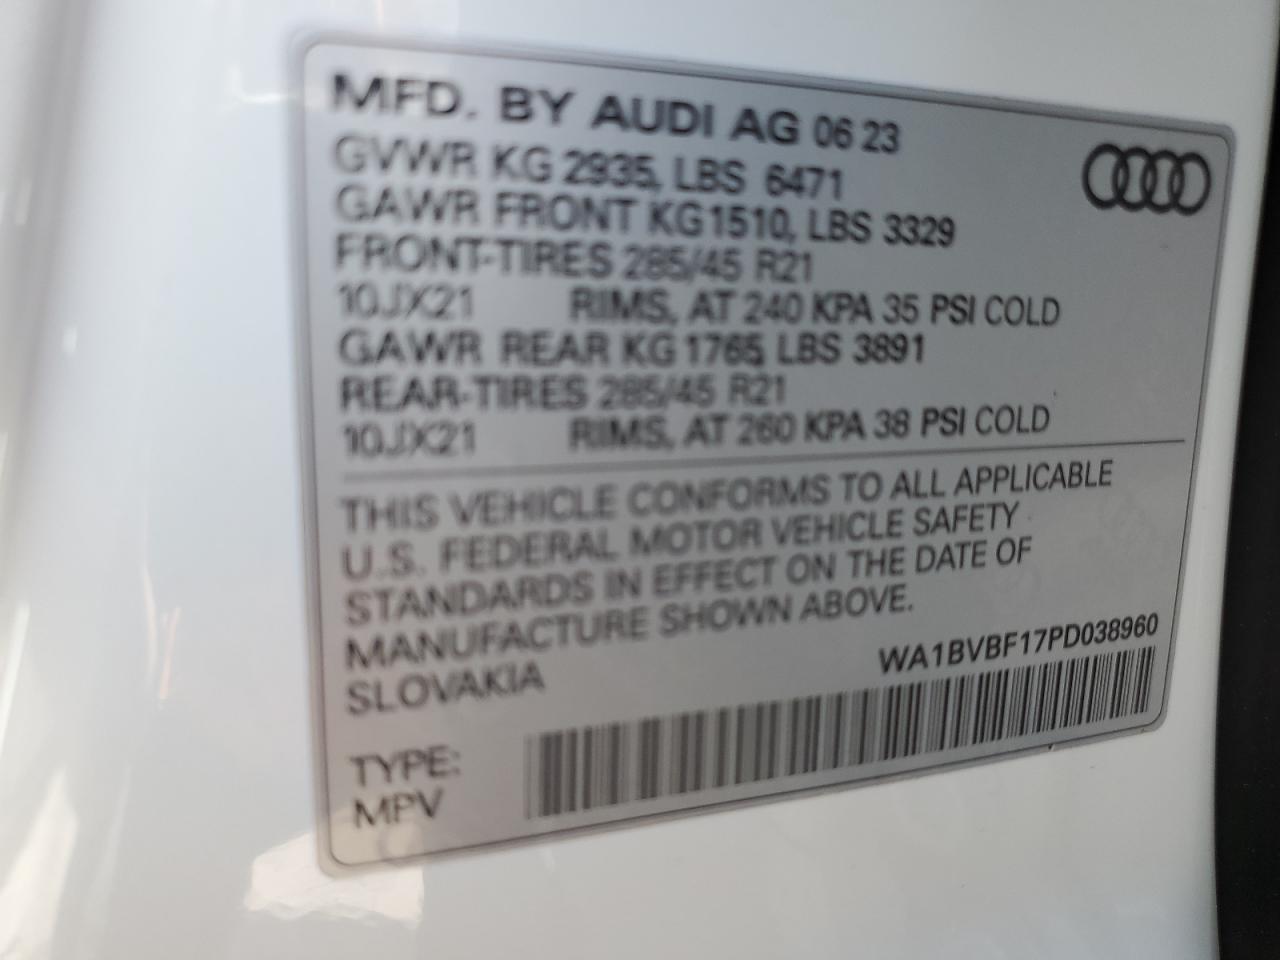 MFD. BY AUDI AG 06 23
GVWR KG 2935, LBS 6471
GAWR FRONT KG 1510, LBS 3329
FRONT-TIRES 285/45 R21
10JX21 RIMS, AT 240 KPA 35 PSI COLD
GAWR REAR KG 1765, LBS 3891
REAR-TIRES 285/45 R21
10JX21 RIMS, AT 260 KPA 38 PSI COLD
THIS VEHICLE CONFORMS TO ALL APPLICABLE
U.S. FEDERAL MOTOR VEHICLE SAFETY
STANDARDS IN EFFECT ON THE DATE OF
MANUFACTURE SHOWN ABOVE.
SLOVAKIA
WA1BVBF17PD038960
TYPE:
MPV